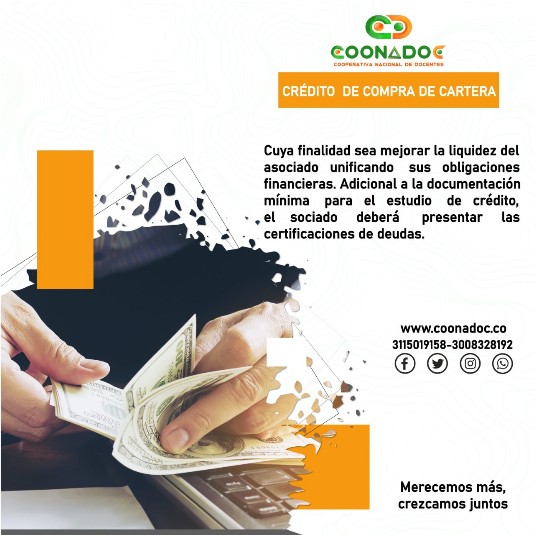 COONADOC
COOPERATIVA NACIONAL DE DOCENTES
CRÉDITO DE COMPRA DE CARTERA
Cuya finalidad sea mejorar la liquidez del
asociado unificando sus obligaciones
financieras. Adicional a la documentación
mínima para el estudio de crédito,
el sociado deberá presentar las
certificaciones de deudas.
www.coonadoc.co
3115019158-3008328192
Merecemos más,
crezcamos juntos